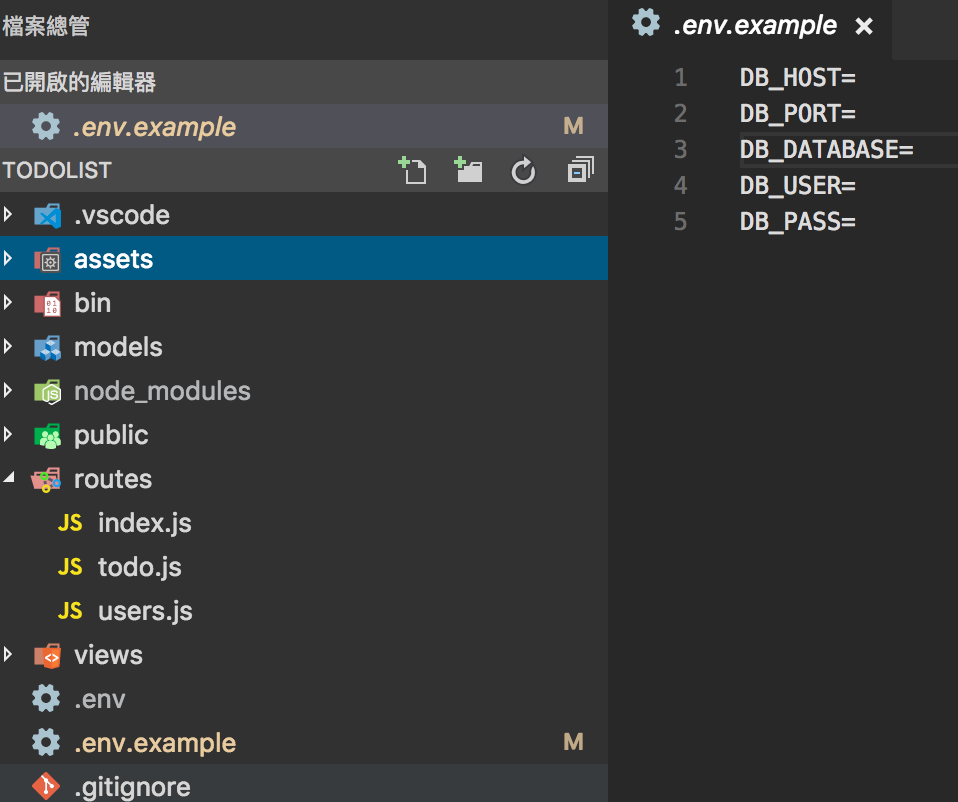 檔案總管
已開啟的編輯器
.env.example M
TODOLIST
.vscode
assets
bin
models
node_modules
public
routes
JS index.js
JS todo.js
JS users.js
views
.env
.env.example M
.gitignore
.env.example ×
1 DB_HOST=
2 DB_PORT=
3 DB_DATABASE=
4 DB_USER=
5 DB_PASS=